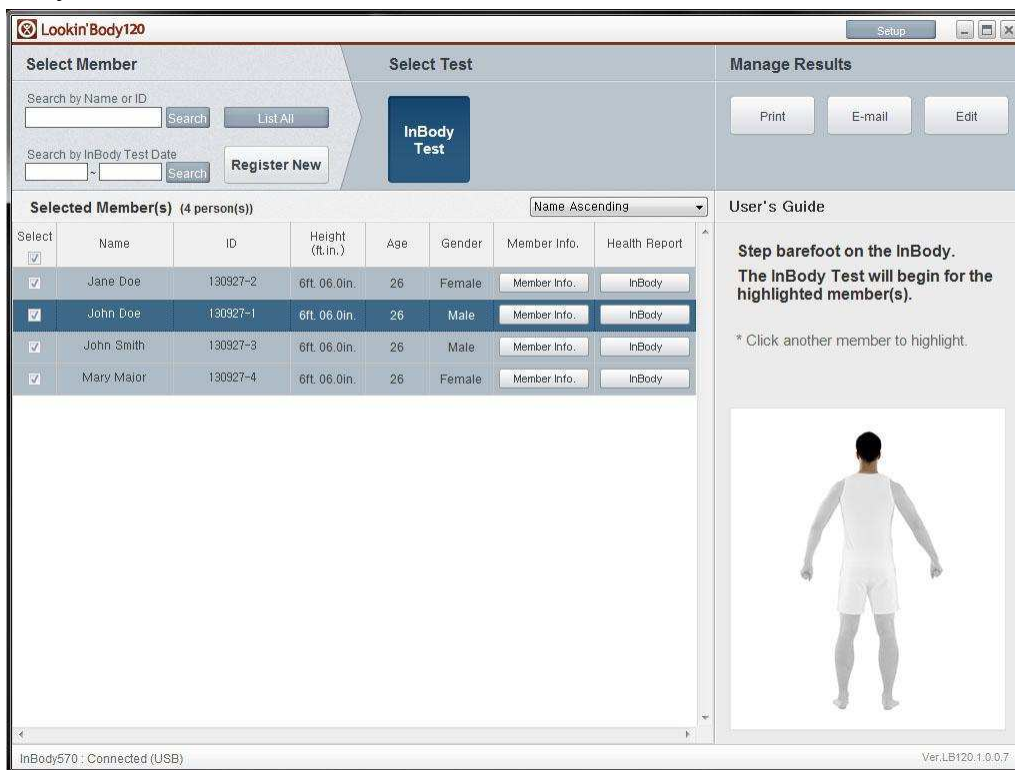 Lookin'Body120
Setup
Select Member
Select Test
Manage Results
Search by Name or ID
Search
List All
Search by InBody Test Date
~
Search
Register New
InBody
Test
Print
E-mail
Edit
Selected Member(s) (4 person(s))
Name Ascending
User's Guide
Select Name ID Height (ft.in.) Age Gender Member Info. Health Report
Jane Doe 130927-2 6ft. 06.0in. 26 Female Member Info. InBody
John Doe 130927-1 6ft. 06.0in. 26 Male Member Info. InBody
John Smith 130927-3 6ft. 06.0in. 26 Male Member Info. InBody
Mary Major 130927-4 6ft. 06.0in. 26 Female Member Info. InBody
Step barefoot on the InBody.
The InBody Test will begin for the
highlighted member(s).
* Click another member to highlight.
InBody570 : Connected (USB)
Ver.LB120.1.0.0.7